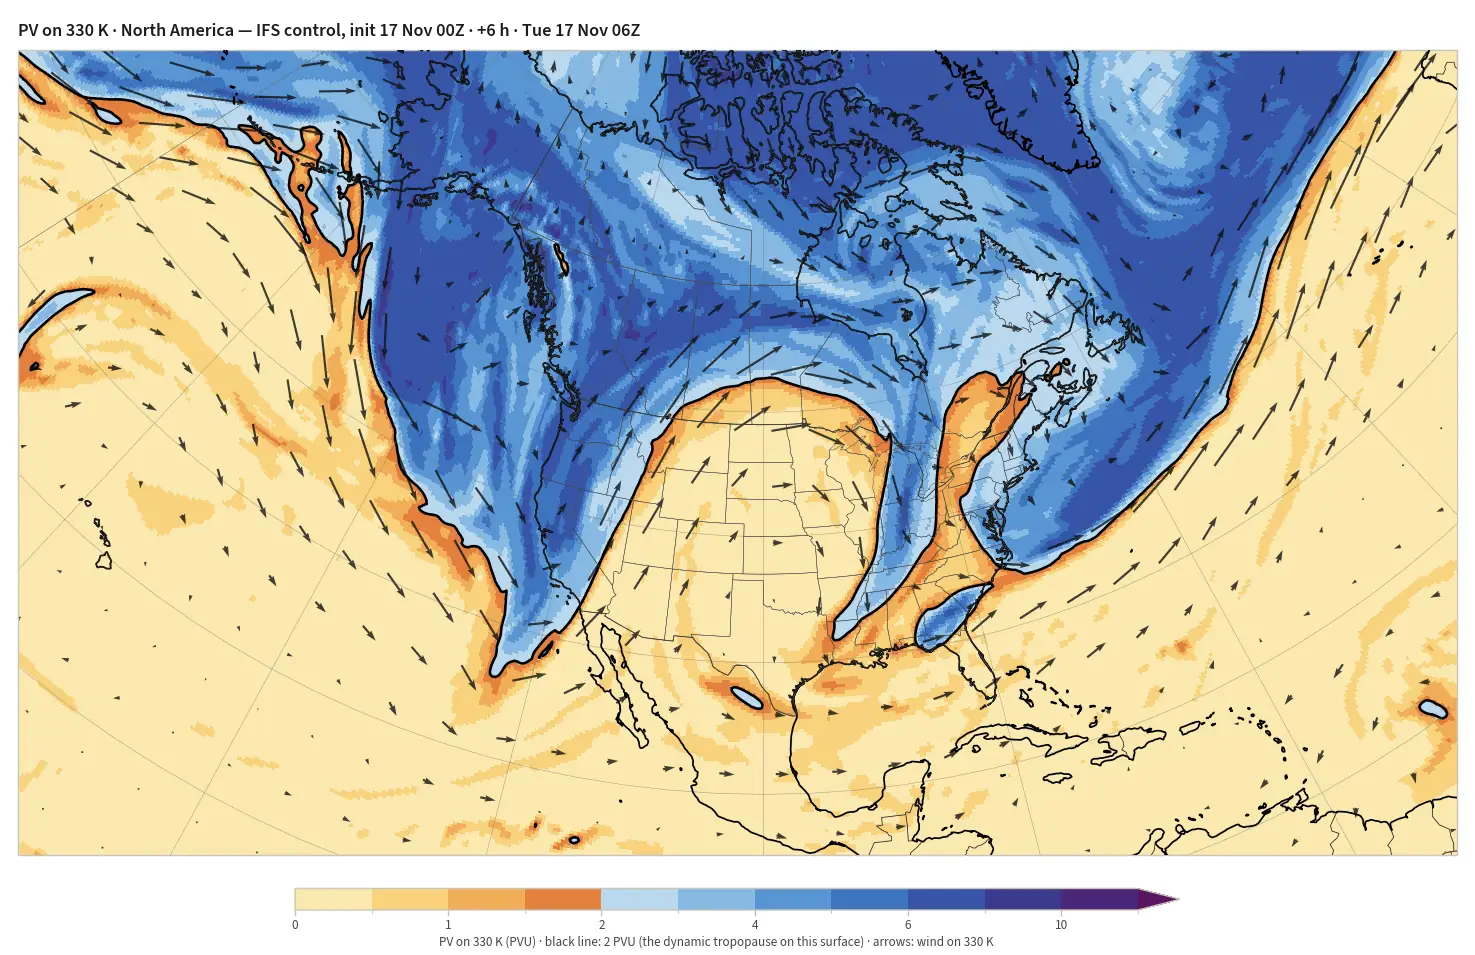 PV on 330 K · North America — IFS control, init 17 Nov 00Z · +6 h · Tue 17 Nov 06Z
0 1 2 4 6 10
PV on 330 K (PVU) · black line: 2 PVU (the dynamic tropopause on this surface) · arrows: wind on 330 K